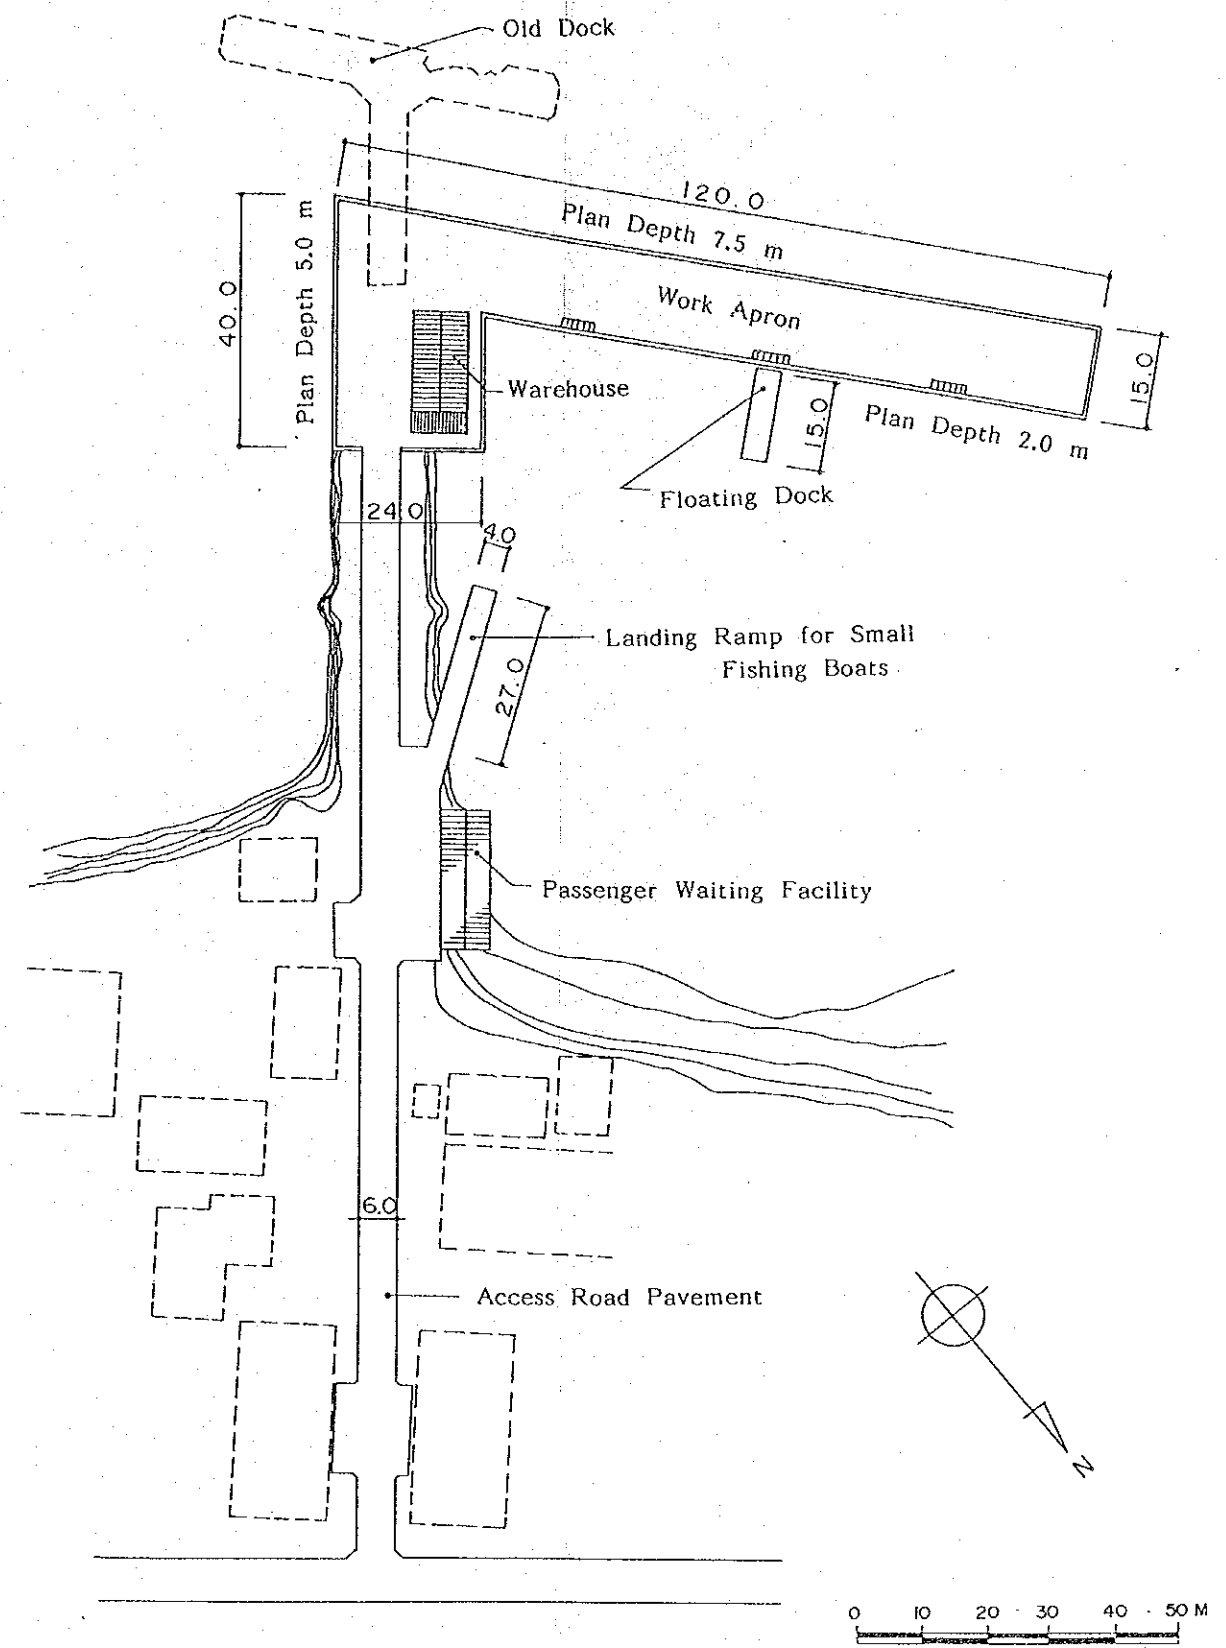 Old Dock
120.0
Plan Depth 7.5 m
Plan Depth 5.0 m
40.0
Work Apron
Warehouse
15.0
15.0
Plan Depth 2.0 m
Floating Dock
24.0
4.0
27.0
Landing Ramp for Small
Fishing Boats
Passenger Waiting Facility
6.0
Access Road Pavement
N
0 10 20 30 40 50 M